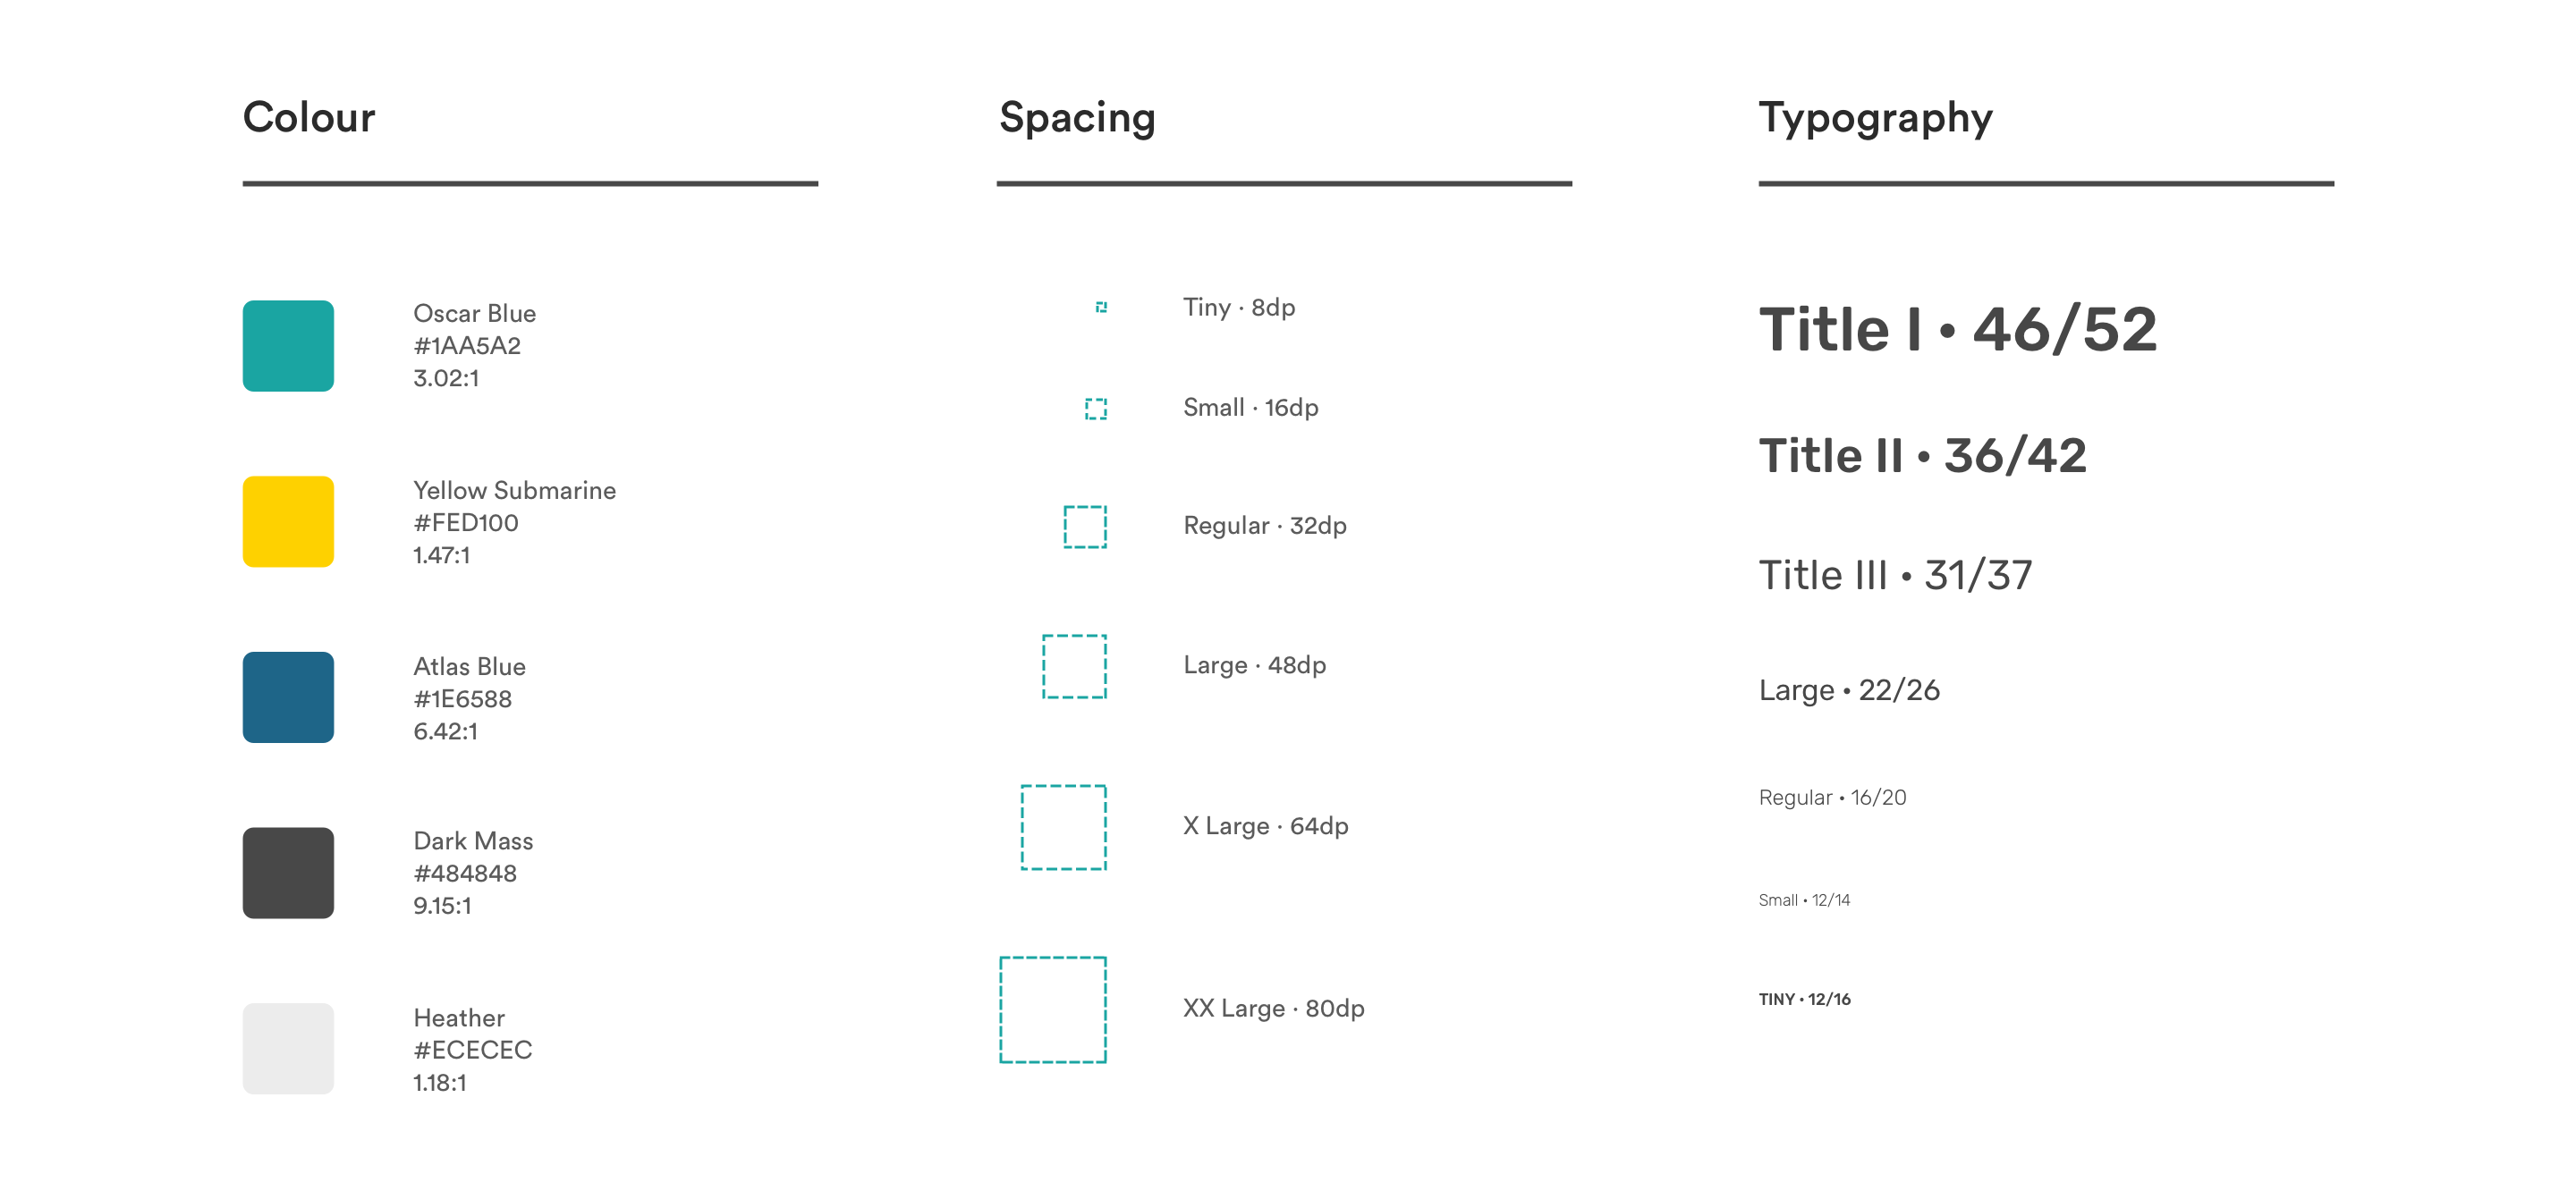 Colour
Oscar Blue
#1AA5A2
3.02:1
Yellow Submarine
#FED100
1.47:1
Atlas Blue
#1E6588
6.42:1
Dark Mass
#484848
9.15:1
Heather
#ECECEC
1.18:1
Spacing
Tiny · 8dp
Small · 16dp
Regular · 32dp
Large · 48dp
X Large · 64dp
XX Large · 80dp
Typography
Title I • 46/52
Title II • 36/42
Title III • 31/37
Large • 22/26
Regular • 16/20
Small • 12/14
TINY • 12/16